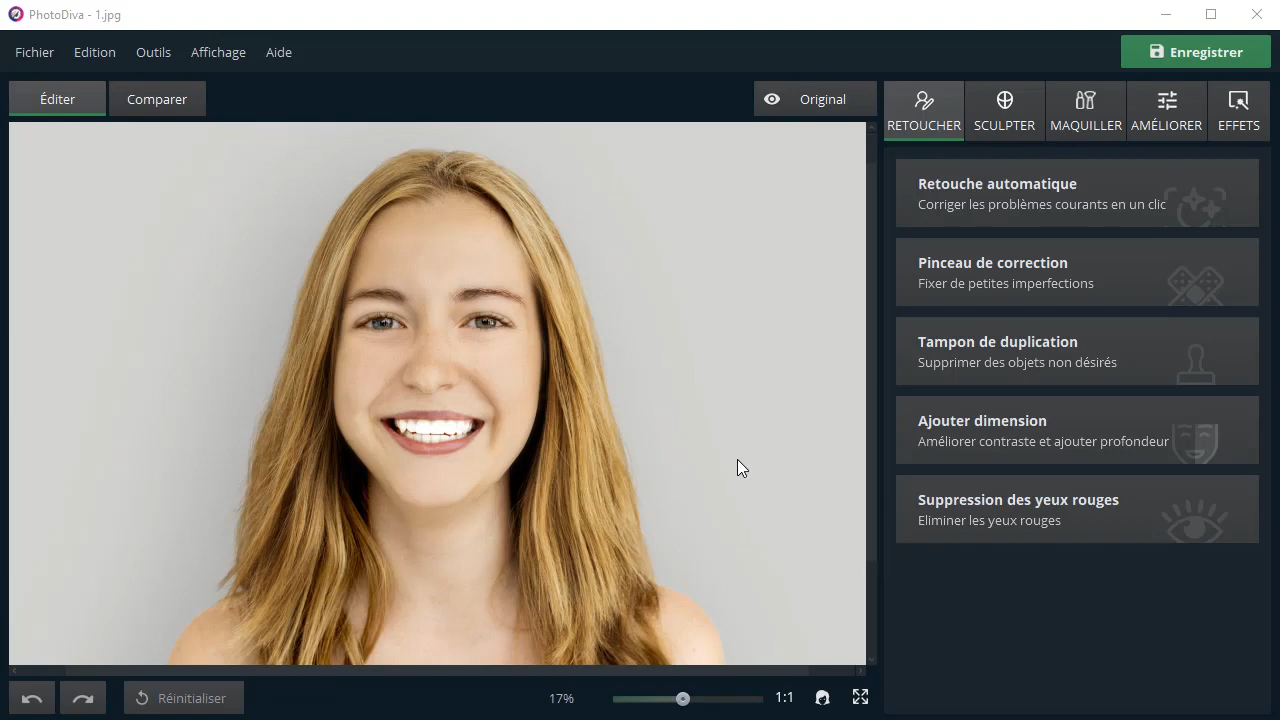 PhotoDiva - 1.jpg
Fichier Edition Outils Affichage Aide
Enregistrer
Éditer Comparer Original
RETOUCHER SCULPTER MAQUILLER AMÉLIORER EFFETS
Retouche automatique
Corriger les problèmes courants en un clic
Pinceau de correction
Fixer de petites imperfections
Tampon de duplication
Supprimer des objets non désirés
Ajouter dimension
Améliorer contraste et ajouter profondeur
Suppression des yeux rouges
Eliminer les yeux rouges
Réinitialiser 17% 1:1